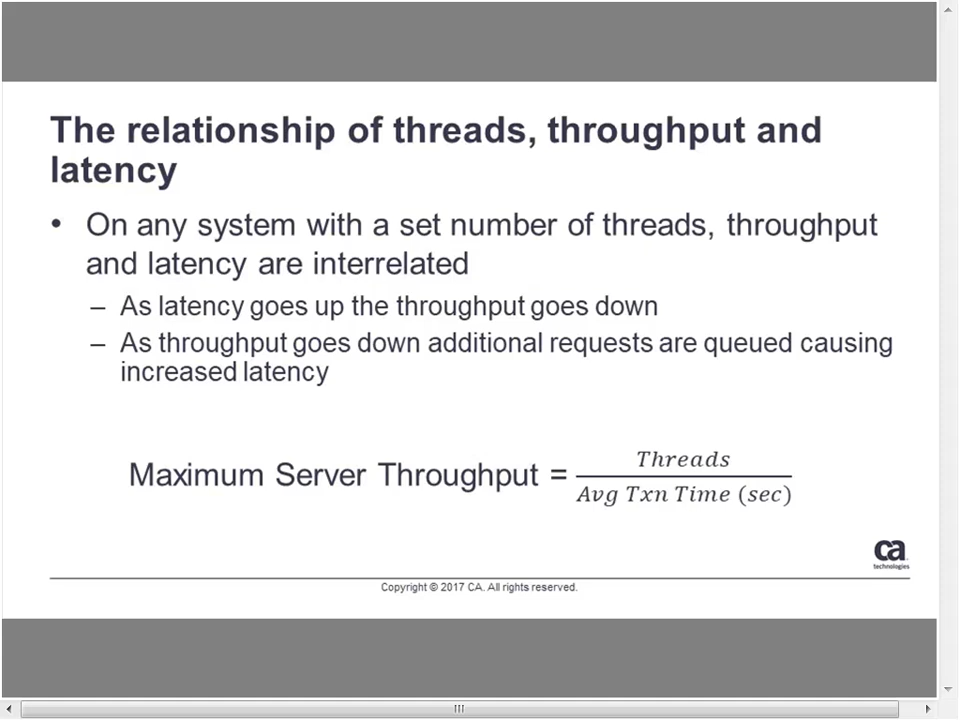 The relationship of threads, throughput and
latency
• On any system with a set number of threads, throughput
and latency are interrelated
– As latency goes up the throughput goes down
– As throughput goes down additional requests are queued causing
increased latency
Maximum Server Throughput = Threads
Avg Txn Time (sec)
ca
technologies
Copyright © 2017 CA. All rights reserved.